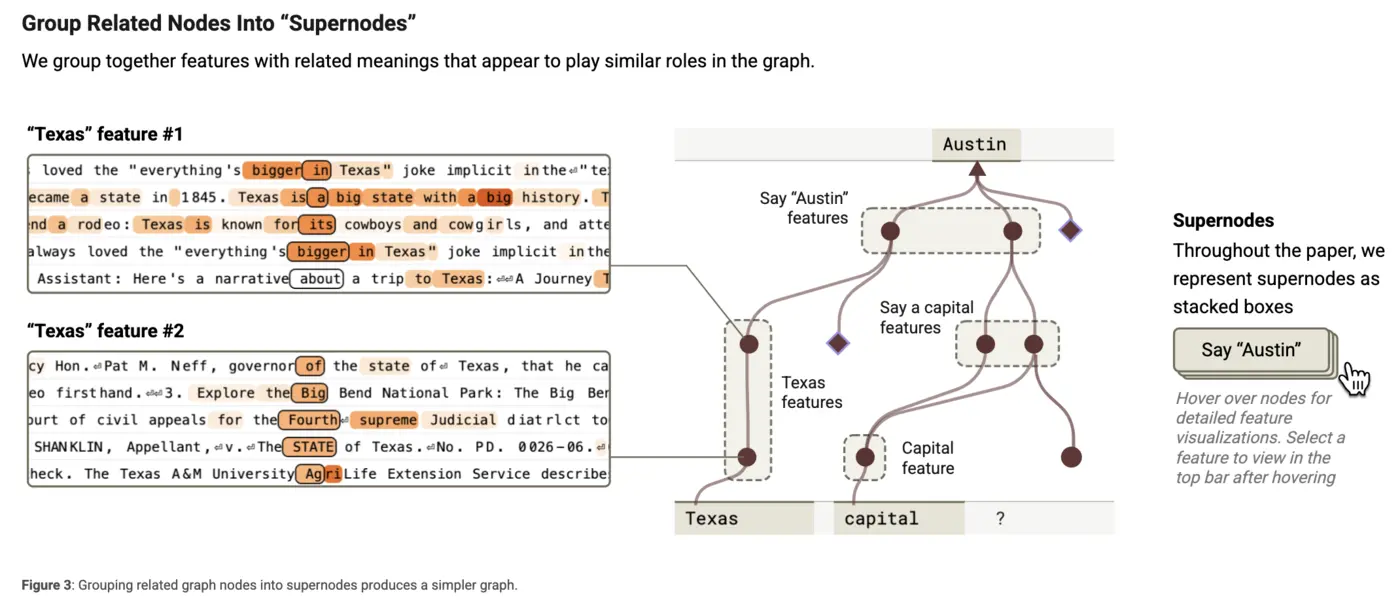 Group Related Nodes Into “Supernodes”
We group together features with related meanings that appear to play similar roles in the graph.
“Texas” feature #1
loved the "everything's bigger in Texas" joke implicit in the⏎"te
ecame a state in 1845. Texas is a big state with a big history. T
nd a rodeo: Texas is known for its cowboys and cowgirls, and atte
always loved the "everything's bigger in Texas" joke implicit in the
Assistant: Here's a narrative about a trip to Texas:⏎⏎A Journey T
“Texas” feature #2
cy Hon.⏎Pat M. Neff, governor of the state of⏎ Texas, that he ca
eo firsthand.⏎⏎3. Explore the Big Bend National Park: The Big Ber
ourt of civil appeals for the Fourth⏎ supreme Judicial diatrlct to
SHANKLIN, Appellant,⏎v.⏎The STATE of Texas.⏎No. PD. 0026-06.⏎
heck. The Texas A&M University AgriLife Extension Service describe
Austin
Say “Austin”
features
Say a capital
features
Texas
features
Capital
feature
Texas
capital
?
Supernodes
Throughout the paper, we
represent supernodes as
stacked boxes
Say “Austin”
Hover over nodes for
detailed feature
visualizations. Select a
feature to view in the
top bar after hovering
Figure 3: Grouping related graph nodes into supernodes produces a simpler graph.